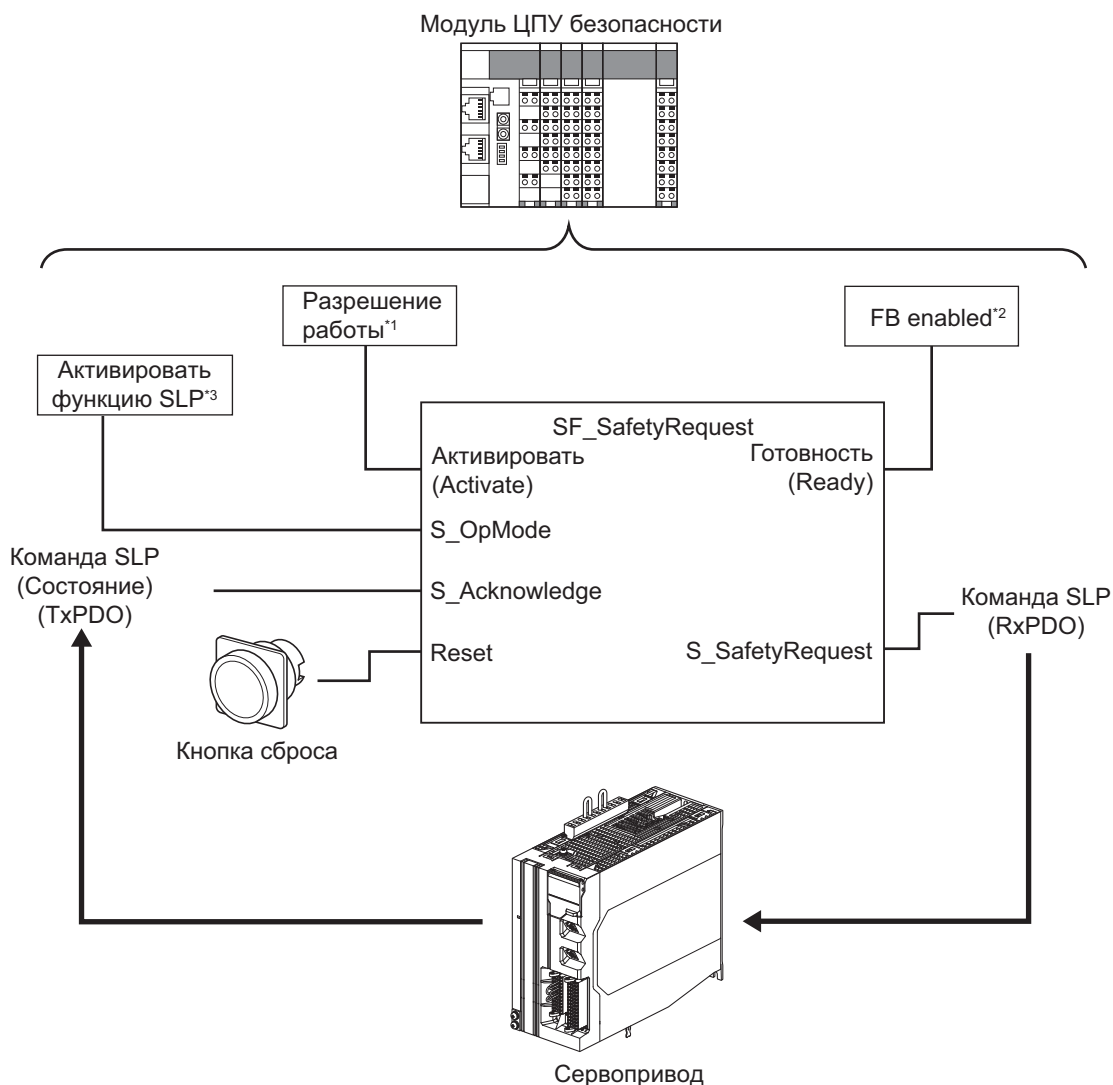 Модуль ЦПУ безопасности
Разрешение
работы*1
FB enabled*2
Активировать
функцию SLP*3
SF_SafetyRequest
Активировать
(Activate)
Готовность
(Ready)
S_OpMode
Команда SLP
(Состояние)
(TxPDO)
S_Acknowledge
Команда SLP
(RxPDO)
Reset
S_SafetyRequest
Кнопка сброса
Сервопривод